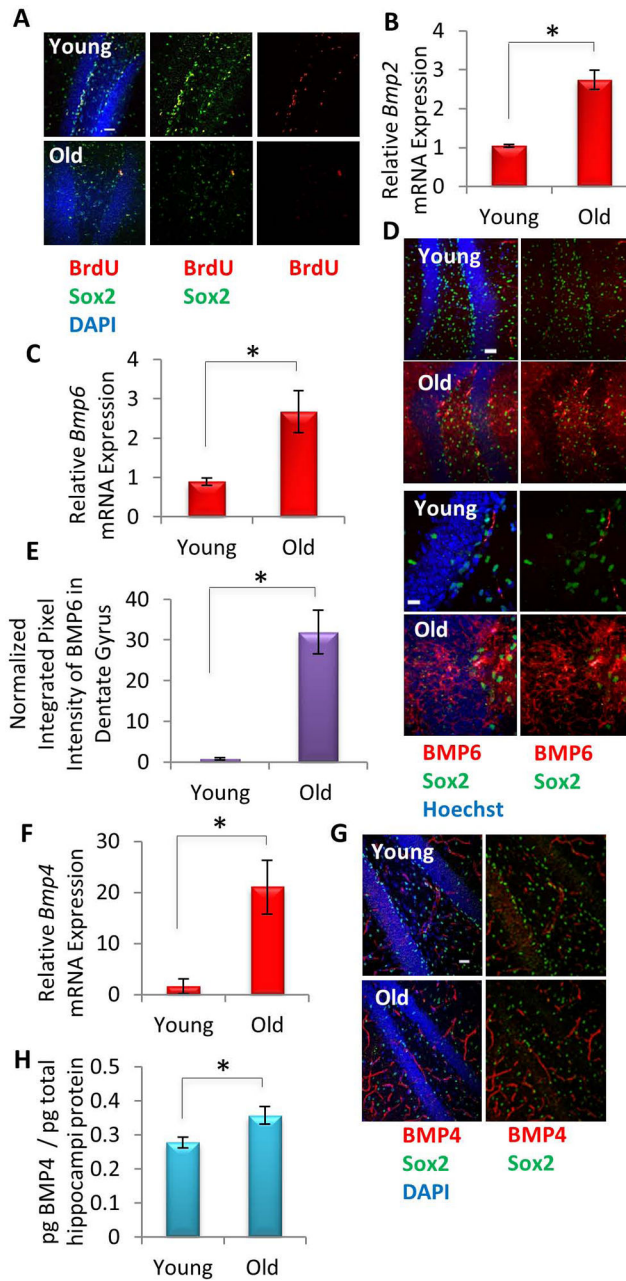 A
Young
Old
BrdU
Sox2
DAPI
BrdU
Sox2
BrdU
B
Relative Bmp2
mRNA Expression
4
3
2
1
0
*
Young
Old
C
Relative Bmp6
mRNA Expression
4
3
2
1
0
*
Young
Old
D
Young
Old
Young
Old
BMP6
Sox2
Hoechst
BMP6
Sox2
E
Normalized
Integrated Pixel
Intensity of BMP6 in
Dentate Gyrus
40
30
20
10
0
*
Young
Old
F
Relative Bmp4
mRNA Expression
30
20
10
0
*
Young
Old
G
Young
Old
BMP4
Sox2
DAPI
BMP4
Sox2
H
pg BMP4 / pg total
hippocampi protein
0.5
0.4
0.3
0.2
0.1
0
*
Young
Old